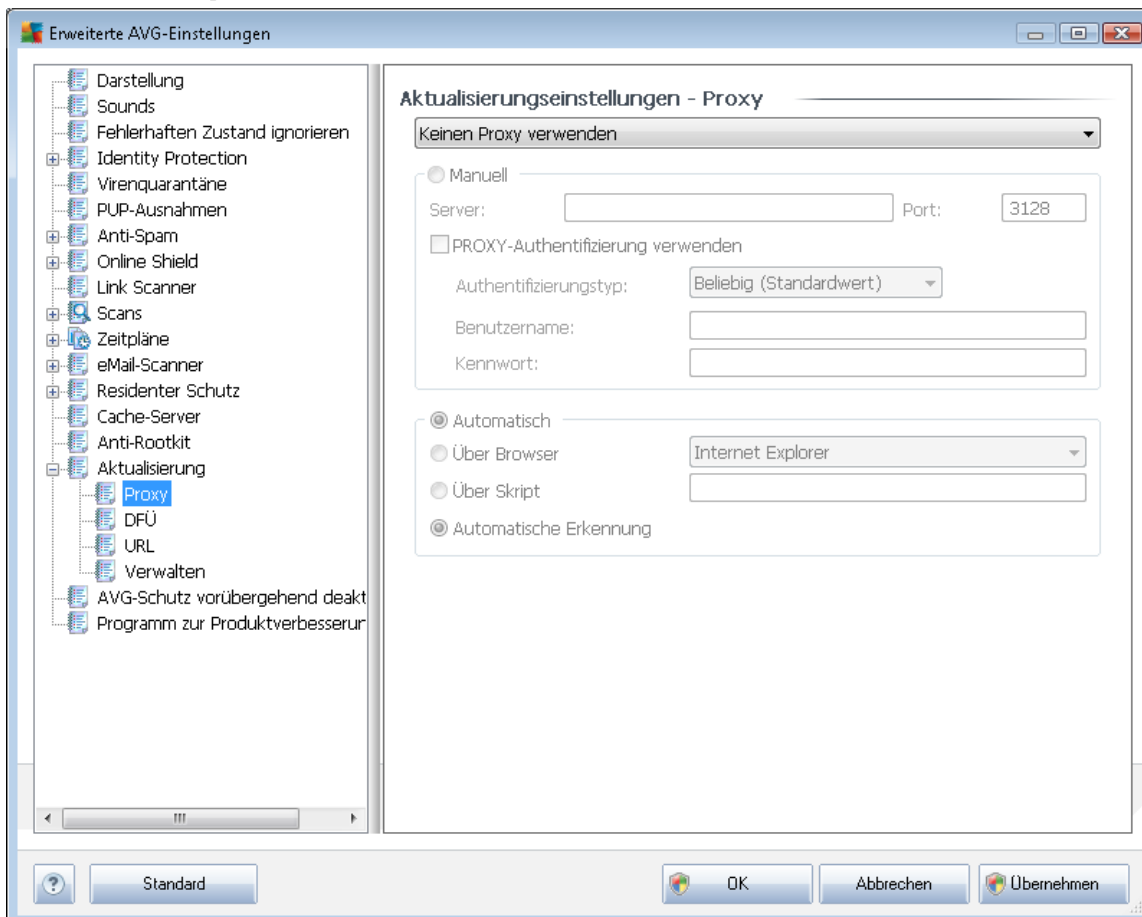 Erweiterte AVG-Einstellungen
Darstellung
Sounds
Fehlerhaften Zustand ignorieren
Identity Protection
Virenquarantäne
PUP-Ausnahmen
Anti-Spam
Online Shield
Link Scanner
Scans
Zeitpläne
eMail-Scanner
Residenter Schutz
Cache-Server
Anti-Rootkit
Aktualisierung
Proxy
DFÜ
URL
Verwalten
AVG-Schutz vorübergehend deakt
Programm zur Produktverbesserur
Aktualisierungseinstellungen - Proxy
Keinen Proxy verwenden
Manuell
Server: Port: 3128
PROXY-Authentifizierung verwenden
Authentifizierungstyp: Beliebig (Standardwert)
Benutzername:
Kennwort:
Automatisch
Über Browser Internet Explorer
Über Skript
Automatische Erkennung
? Standard OK Abbrechen Übernehmen